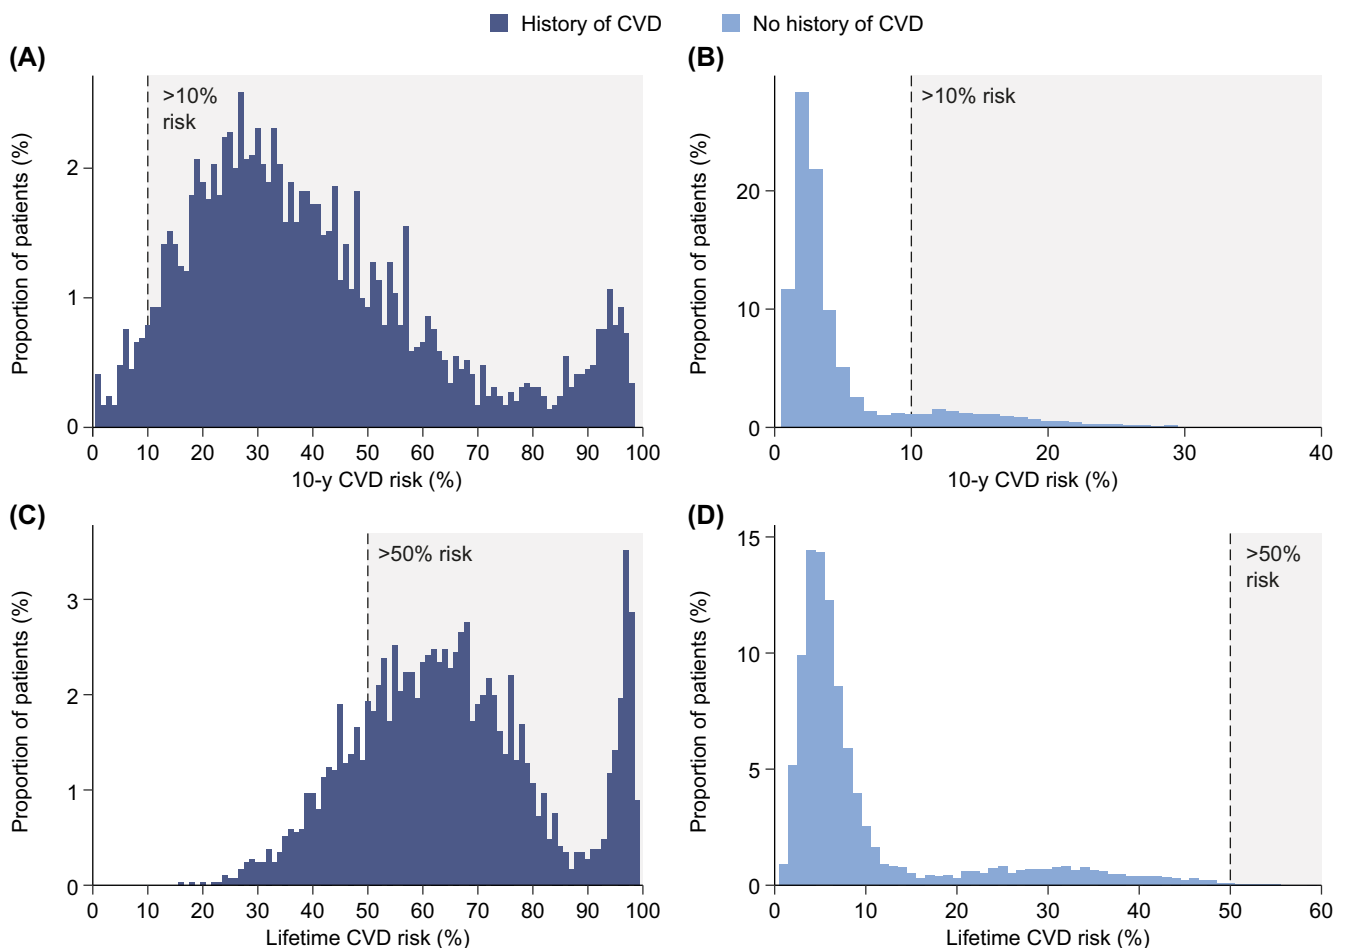 History of CVD
No history of CVD
(A)
Proportion of patients (%)
2
1
0
>10%
risk
0 10 20 30 40 50 60 70 80 90 100
10-y CVD risk (%)
(B)
Proportion of patients (%)
20
10
0
>10% risk
0 10 20 30 40
10-y CVD risk (%)
(C)
Proportion of patients (%)
3
2
1
0
>50% risk
0 10 20 30 40 50 60 70 80 90 100
Lifetime CVD risk (%)
(D)
Proportion of patients (%)
15
10
5
0
>50%
risk
0 10 20 30 40 50 60
Lifetime CVD risk (%)